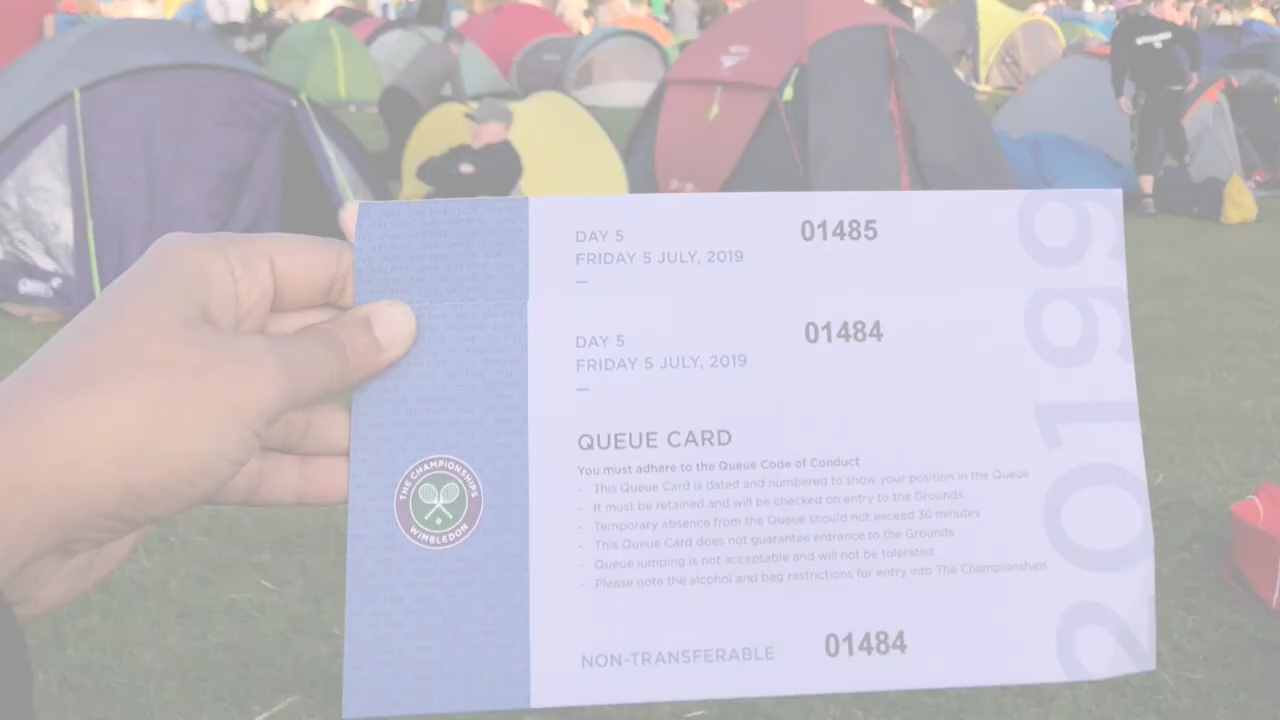 DAY 5 01485
FRIDAY 5 JULY, 2019
—
DAY 5 01484
FRIDAY 5 JULY, 2019
—
QUEUE CARD
You must adhere to the Queue Code of Conduct
- This Queue Card is dated and numbered to show your position in the Queue
- It must be retained and will be checked on entry to the Grounds
- Temporary absence from the Queue should not exceed 30 minutes
- This Queue Card does not guarantee entrance to the Grounds
- Queue jumping is not acceptable and will not be tolerated
- Please note the alcohol and bag restrictions for entry into The Championships
NON-TRANSFERABLE 01484
2019
THE CHAMPIONSHIPS
WIMBLEDON